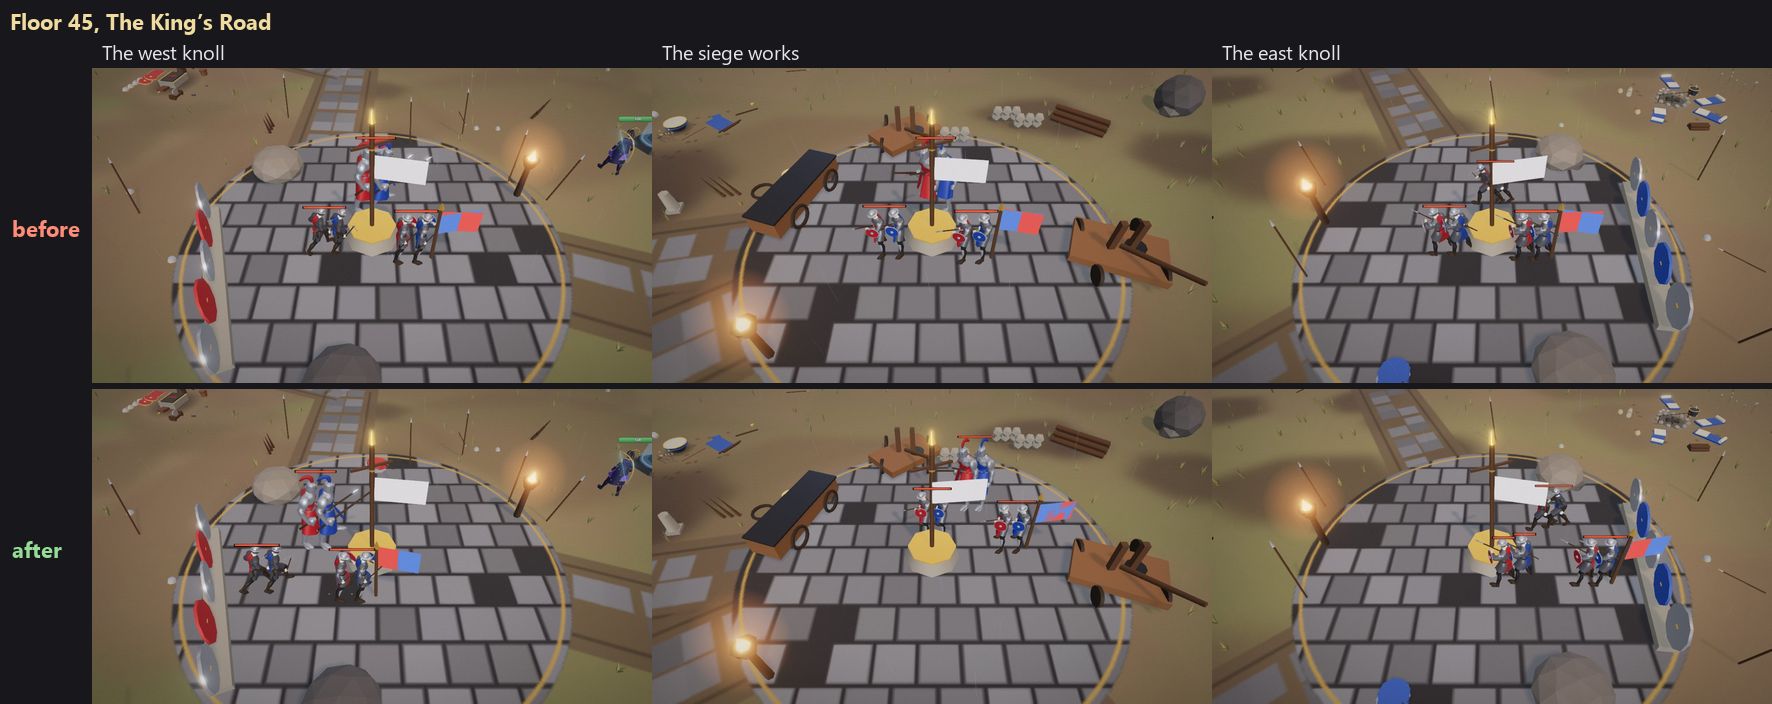 Floor 45, The King’s Road
The west knoll
The siege works
The east knoll
before
after